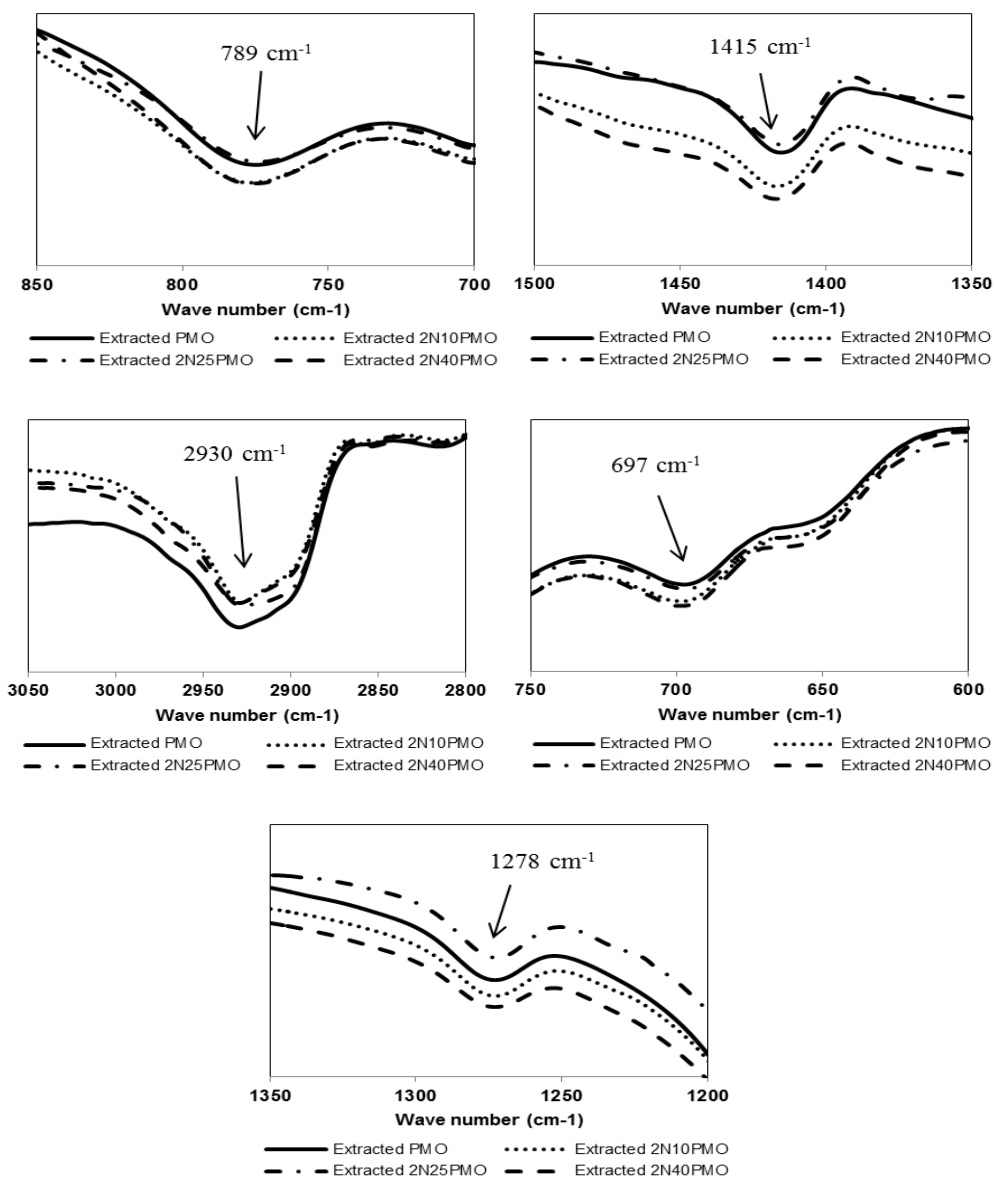 789 cm-1
850 800 750 700
Wave number (cm-1)
Extracted PMO Extracted 2N10PMO
Extracted 2N25PMO Extracted 2N40PMO
1415 cm-1
1500 1450 1400 1350
Wave number (cm-1)
Extracted PMO Extracted 2N10PMO
Extracted 2N25PMO Extracted 2N40PMO
2930 cm-1
3050 3000 2950 2900 2850 2800
Wave number (cm-1)
Extracted PMO Extracted 2N10PMO
Extracted 2N25PMO Extracted 2N40PMO
697 cm-1
750 700 650 600
Wave number (cm-1)
Extracted PMO Extracted 2N10PMO
Extracted 2N25PMO Extracted 2N40PMO
1278 cm-1
1350 1300 1250 1200
Wave number (cm-1)
Extracted PMO Extracted 2N10PMO
Extracted 2N25PMO Extracted 2N40PMO